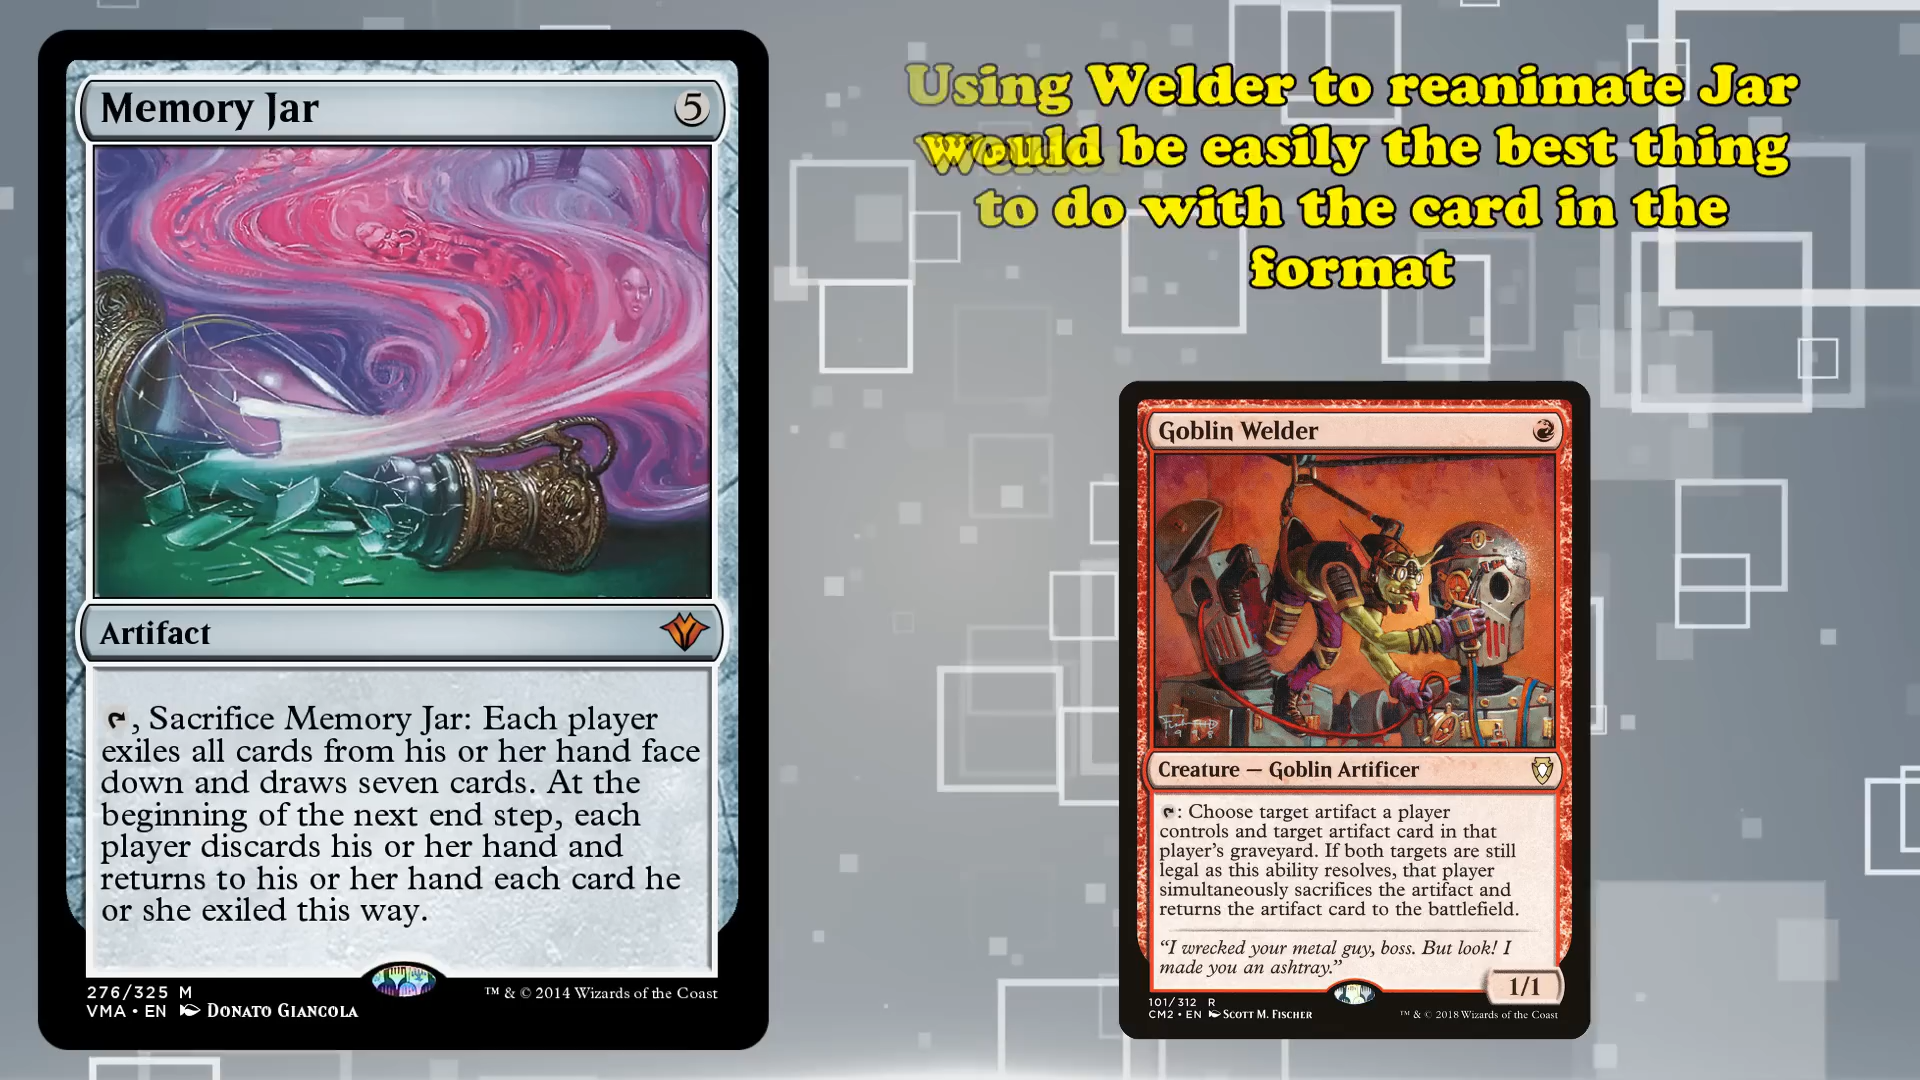 Memory Jar 5
Artifact
, Sacrifice Memory Jar: Each player
exiles all cards from his or her hand face
down and draws seven cards. At the
beginning of the next end step, each
player discards his or her hand and
returns to his or her hand each card he
or she exiled this way.
276/325 M
VMA • EN Donato Giancola
™ & © 2014 Wizards of the Coast
Using Welder to reanimate Jar
would be easily the best thing
to do with the card in the
format
Goblin Welder
Creature — Goblin Artificer
: Choose target artifact a player
controls and target artifact card in that
player's graveyard. If both targets are still
legal as this ability resolves, that player
simultaneously sacrifices the artifact and
returns the artifact card to the battlefield.
“I wrecked your metal guy, boss. But look! I
made you an ashtray.”
1/1
101/312 R
CM2 • EN Scott M. Fischer
™ & © 2018 Wizards of the Coast